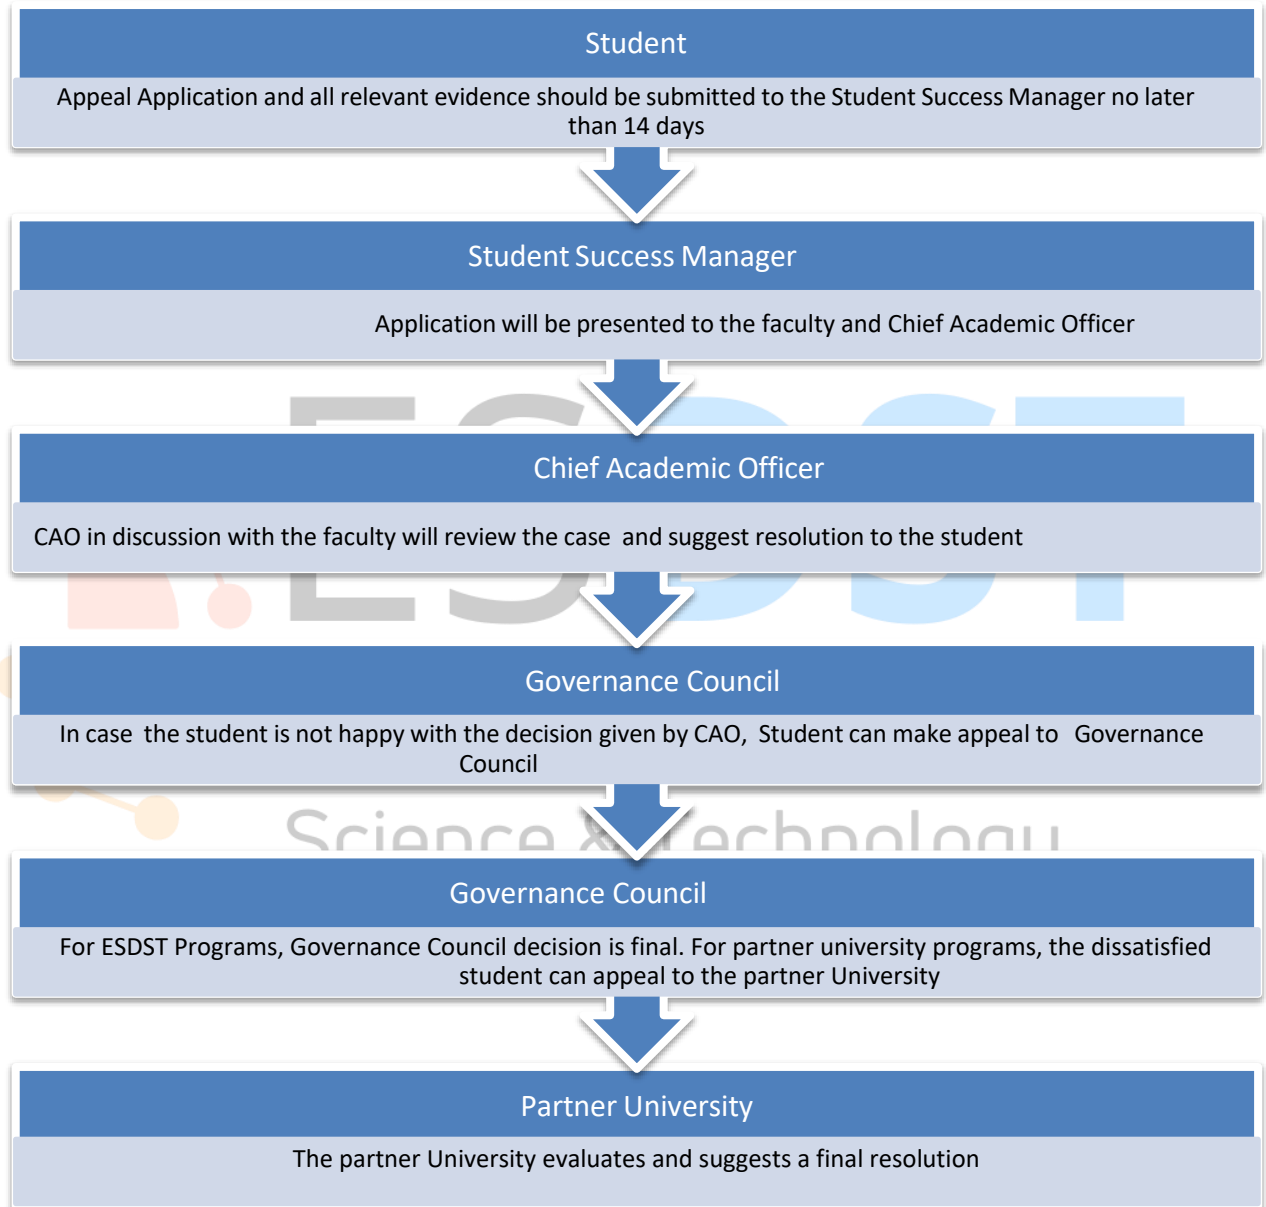 Student
Appeal Application and all relevant evidence should be submitted to the Student Success Manager no later
than 14 days
Student Success Manager
Application will be presented to the faculty and Chief Academic Officer
ESDST
Chief Academic Officer
CAO in discussion with the faculty will review the case and suggest resolution to the student
Governance Council
In case the student is not happy with the decision given by CAO, Student can make appeal to Governance
Council
Science & Technology
Governance Council
For ESDST Programs, Governance Council decision is final. For partner university programs, the dissatisfied
student can appeal to the partner University
Partner University
The partner University evaluates and suggests a final resolution